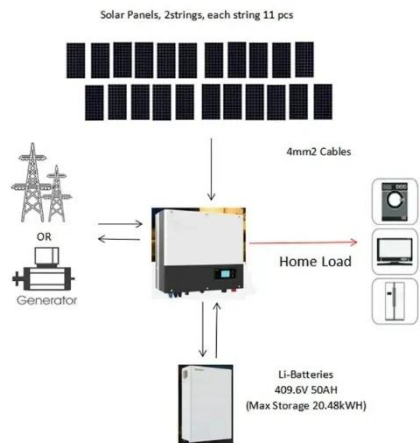 Solar Panels, 2strings, each string 11 pcs
4mm2 Cables
OR
Generator
Home Load
Li-Batteries
409.6V 50AH
(Max Storage 20.48kWH)